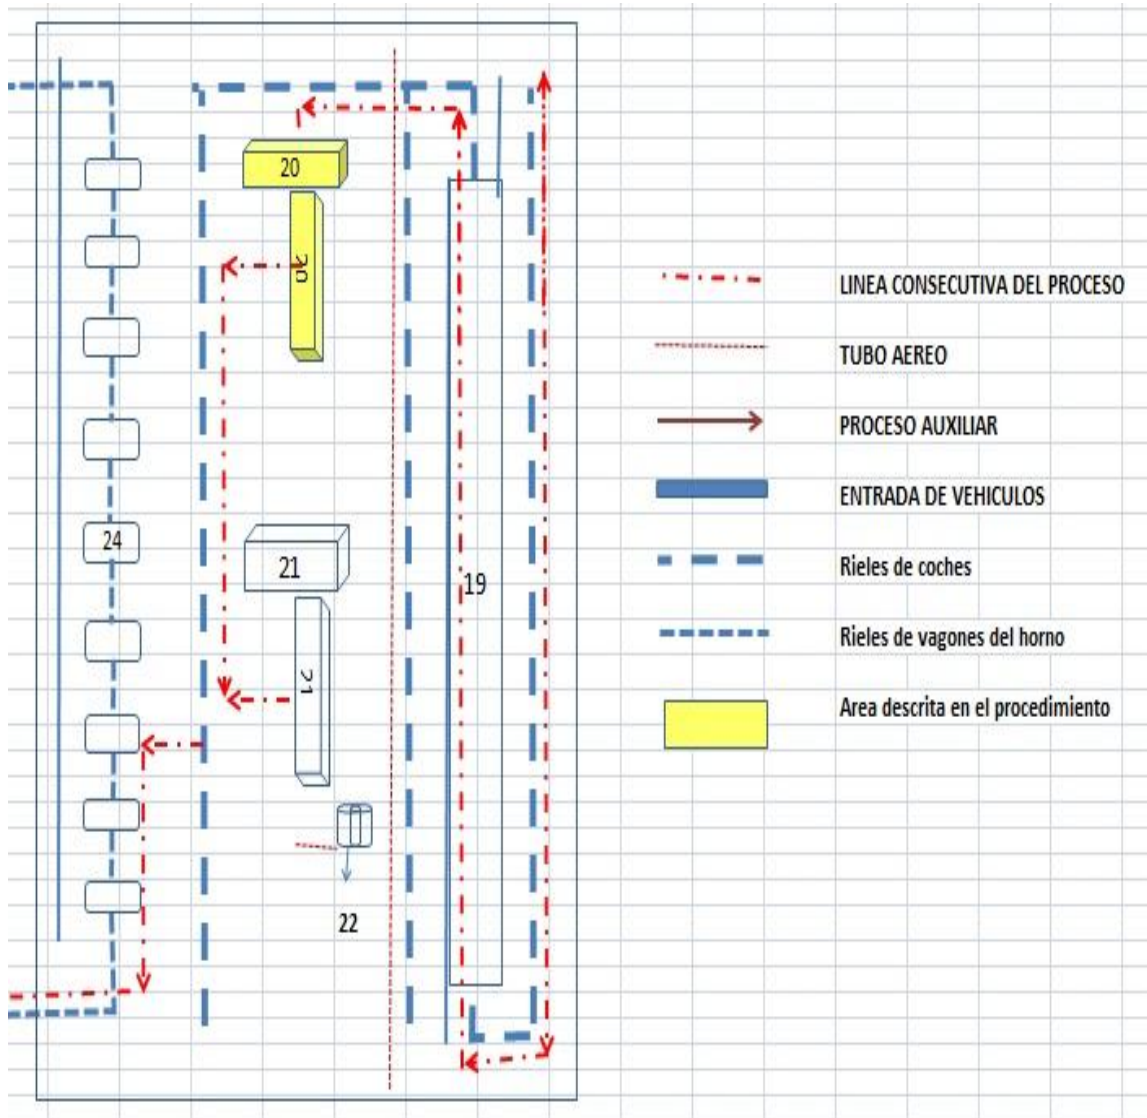 20
20
24
21
19
21
22
LINEA CONSECUTIVA DEL PROCESO
TUBO AEREO
PROCESO AUXILIAR
ENTRADA DE VEHICULOS
Rieles de coches
Rieles de vagones del horno
Area descrita en el procedimiento